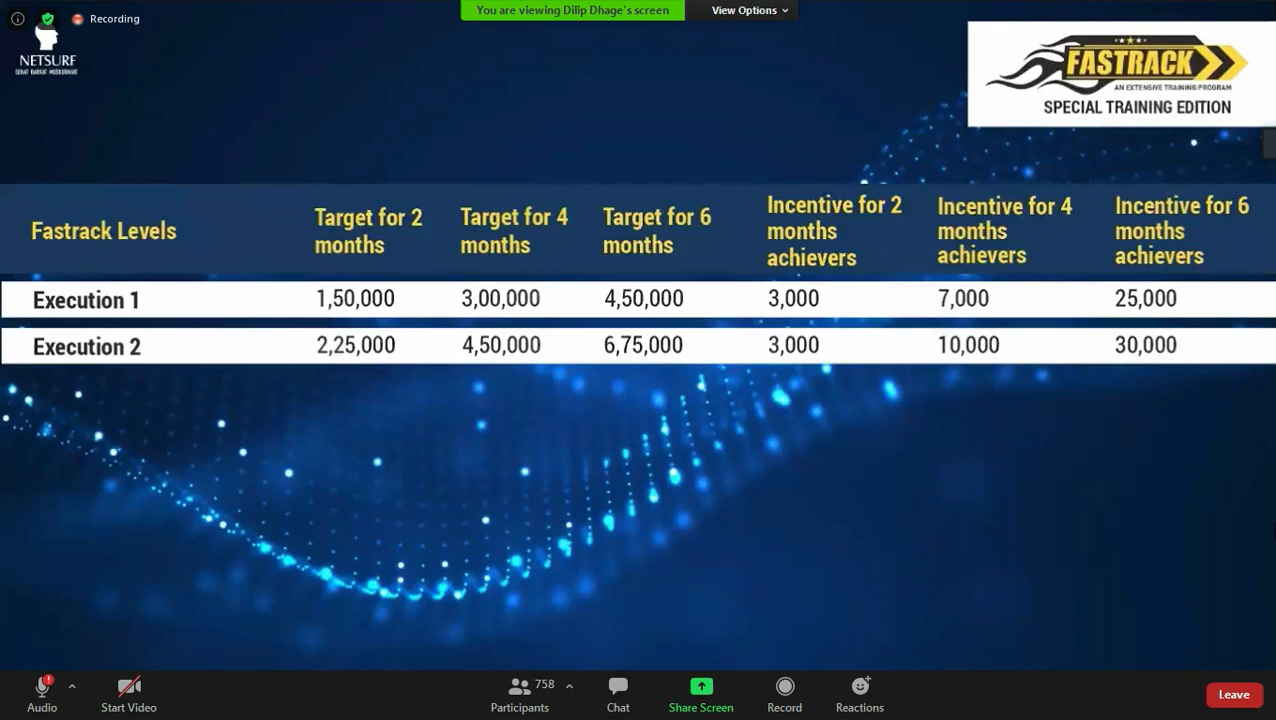 Recording
You are viewing Dilip Dhage's screen
View Options
NETSURF
SEHAT BARKAT MUSKURAHAT
FASTRACK
AN EXTENSIVE TRAINING PROGRAM
SPECIAL TRAINING EDITION
Fastrack Levels Target for 2 months Target for 4 months Target for 6 months Incentive for 2 months achievers Incentive for 4 months achievers Incentive for 6 months achievers
Execution 1 1,50,000 3,00,000 4,50,000 3,000 7,000 25,000
Execution 2 2,25,000 4,50,000 6,75,000 3,000 10,000 30,000
Audio Start Video Participants 758 Chat Share Screen Record Reactions Leave